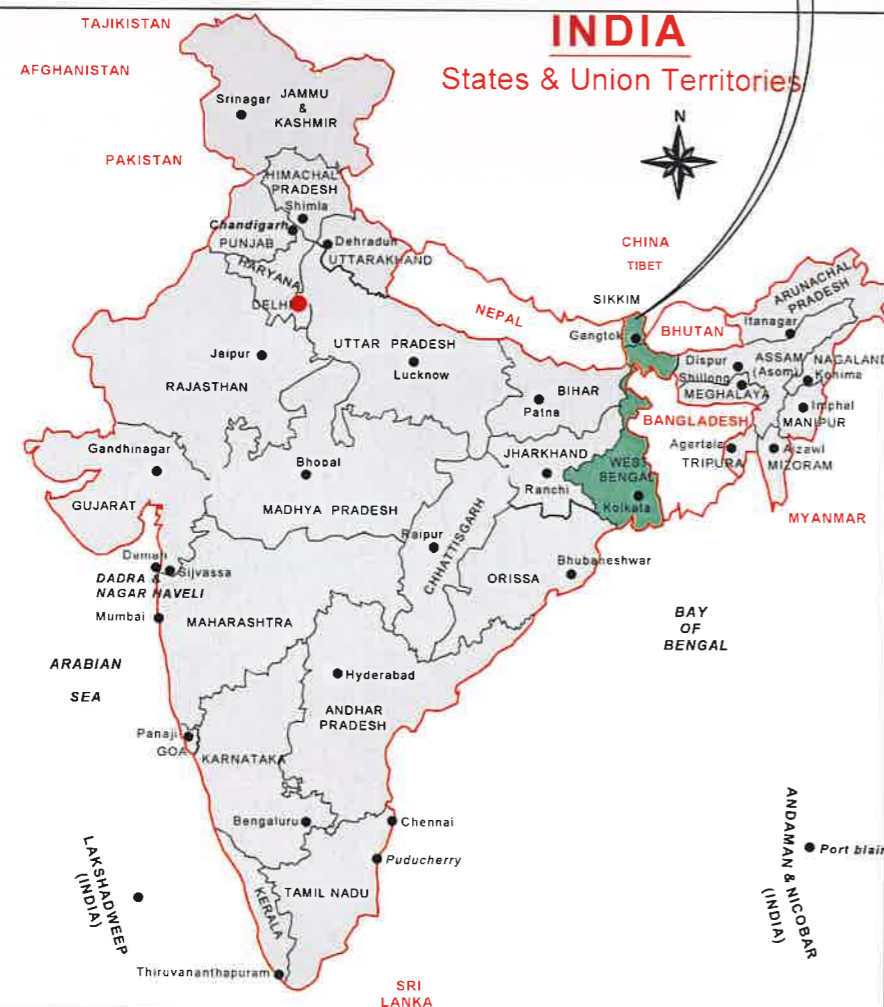 TAJIKISTAN
INDIA
AFGHANISTAN
States & Union Territories
Srinagar
JAMMU
&
KASHMIR
N
PAKISTAN
HIMACHAL
PRADESH
Shimla
Chandigarh
PUNJAB
Dehradun
UTTARAKHAND
HARYANA
DELHI
CHINA
TIBET
NEPAL
SIKKIM
Gangtok
BHUTAN
ARUNACHAL
PRADESH
Itanagar
Jaipur
RAJASTHAN
UTTAR PRADESH
Lucknow
BIHAR
Patna
Dispur
ASSAM
(Asom)
NAGALAND
Kohima
Shillong
MEGHALAYA
Imphal
MANIPUR
BANGLADESH
Agartala
TRIPURA
Aizawl
MIZORAM
MYANMAR
Gandhinagar
GUJARAT
Bhopal
MADHYA PRADESH
JHARKHAND
Ranchi
WEST
BENGAL
Kolkata
Raipur
CHHATTISGARH
Bhubaneshwar
ORISSA
Daman
Sijvassa
DADRA &
NAGAR HAVELI
Mumbai
MAHARASHTRA
BAY
OF
BENGAL
ARABIAN
SEA
Hyderabad
ANDHAR
PRADESH
Panaji
GOA
KARNATAKA
Bengaluru
Chennai
Puducherry
TAMIL NADU
KERALA
LAKSHADWEEP
(INDIA)
ANDAMAN & NICOBAR
(INDIA)
Port blair
Thiruvananthapuram
SRI
LANKA